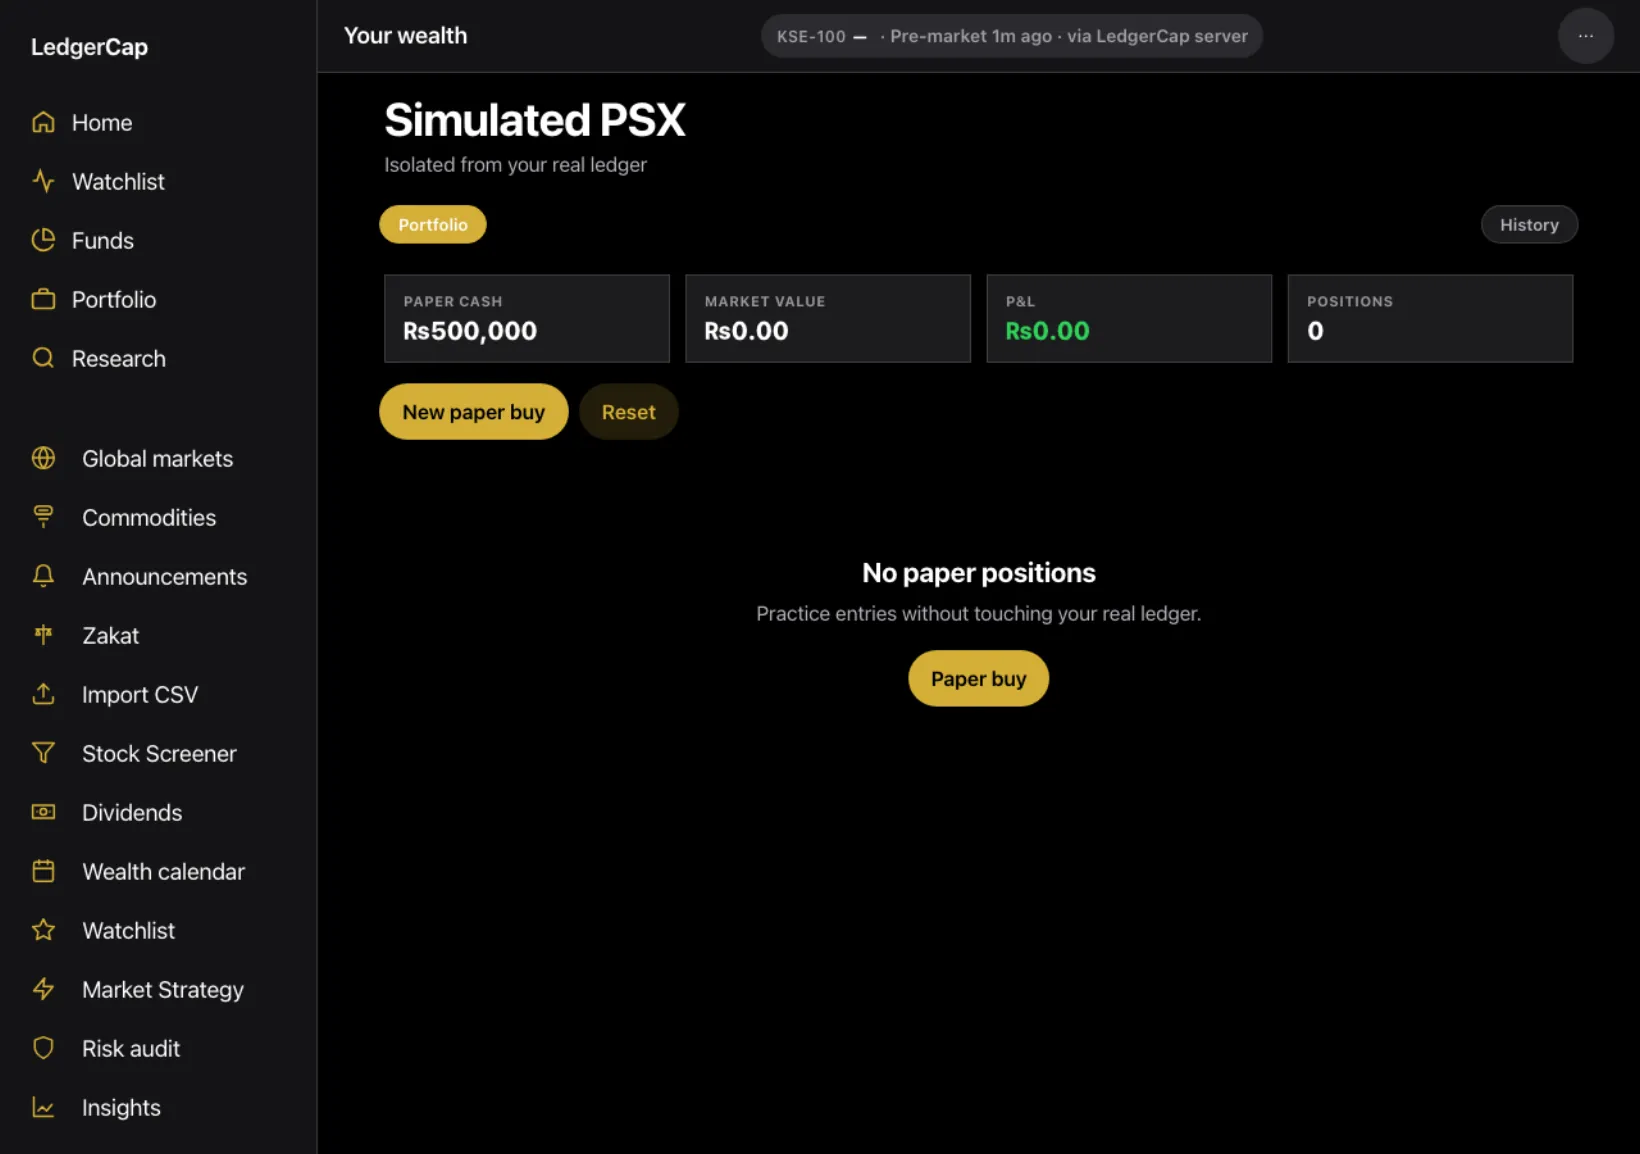 LedgerCap
Home
Watchlist
Funds
Portfolio
Research
Global markets
Commodities
Announcements
Zakat
Import CSV
Stock Screener
Dividends
Wealth calendar
Watchlist
Market Strategy
Risk audit
Insights
Your wealth
KSE-100 — · Pre-market 1m ago · via LedgerCap server
...
Simulated PSX
Isolated from your real ledger
Portfolio
History
PAPER CASH
Rs500,000
MARKET VALUE
Rs0.00
P&L
Rs0.00
POSITIONS
0
New paper buy
Reset
No paper positions
Practice entries without touching your real ledger.
Paper buy